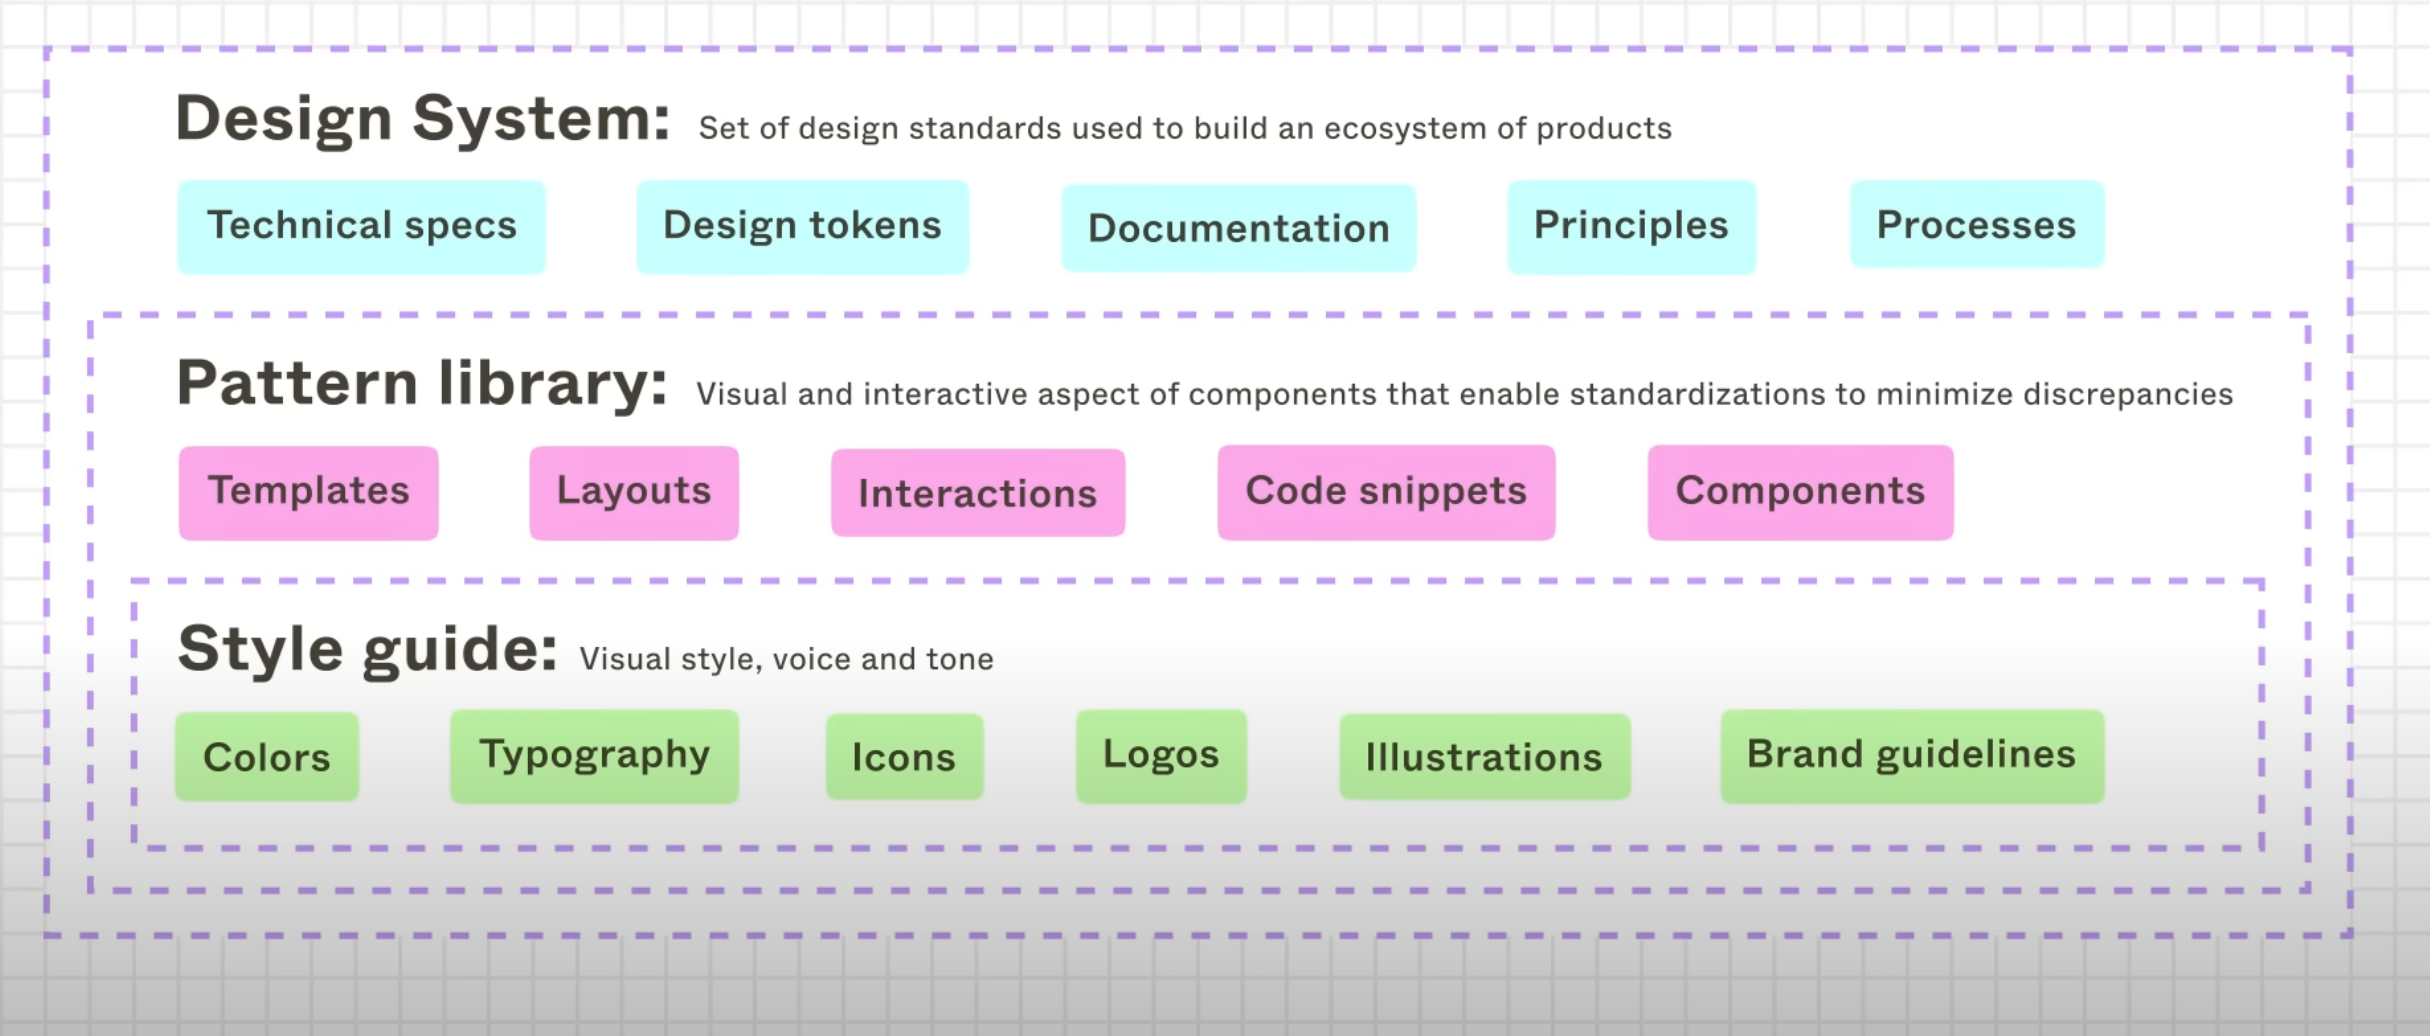 Design System: Set of design standards used to build an ecosystem of products
Technical specs Design tokens Documentation Principles Processes
Pattern library: Visual and interactive aspect of components that enable standardizations to minimize discrepancies
Templates Layouts Interactions Code snippets Components
Style guide: Visual style, voice and tone
Colors Typography Icons Logos Illustrations Brand guidelines